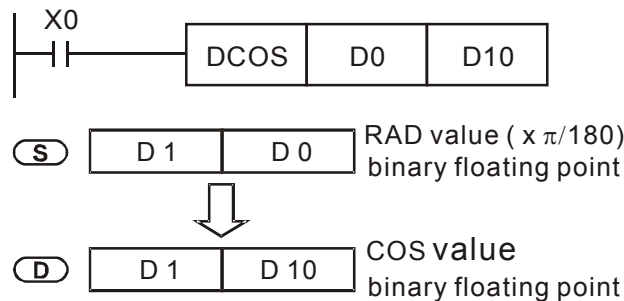 X0
DCOS D0 D10
S D 1 D 0 RAD value ( x π/180)
binary floating point
D D 1 D 10 COS value
binary floating point